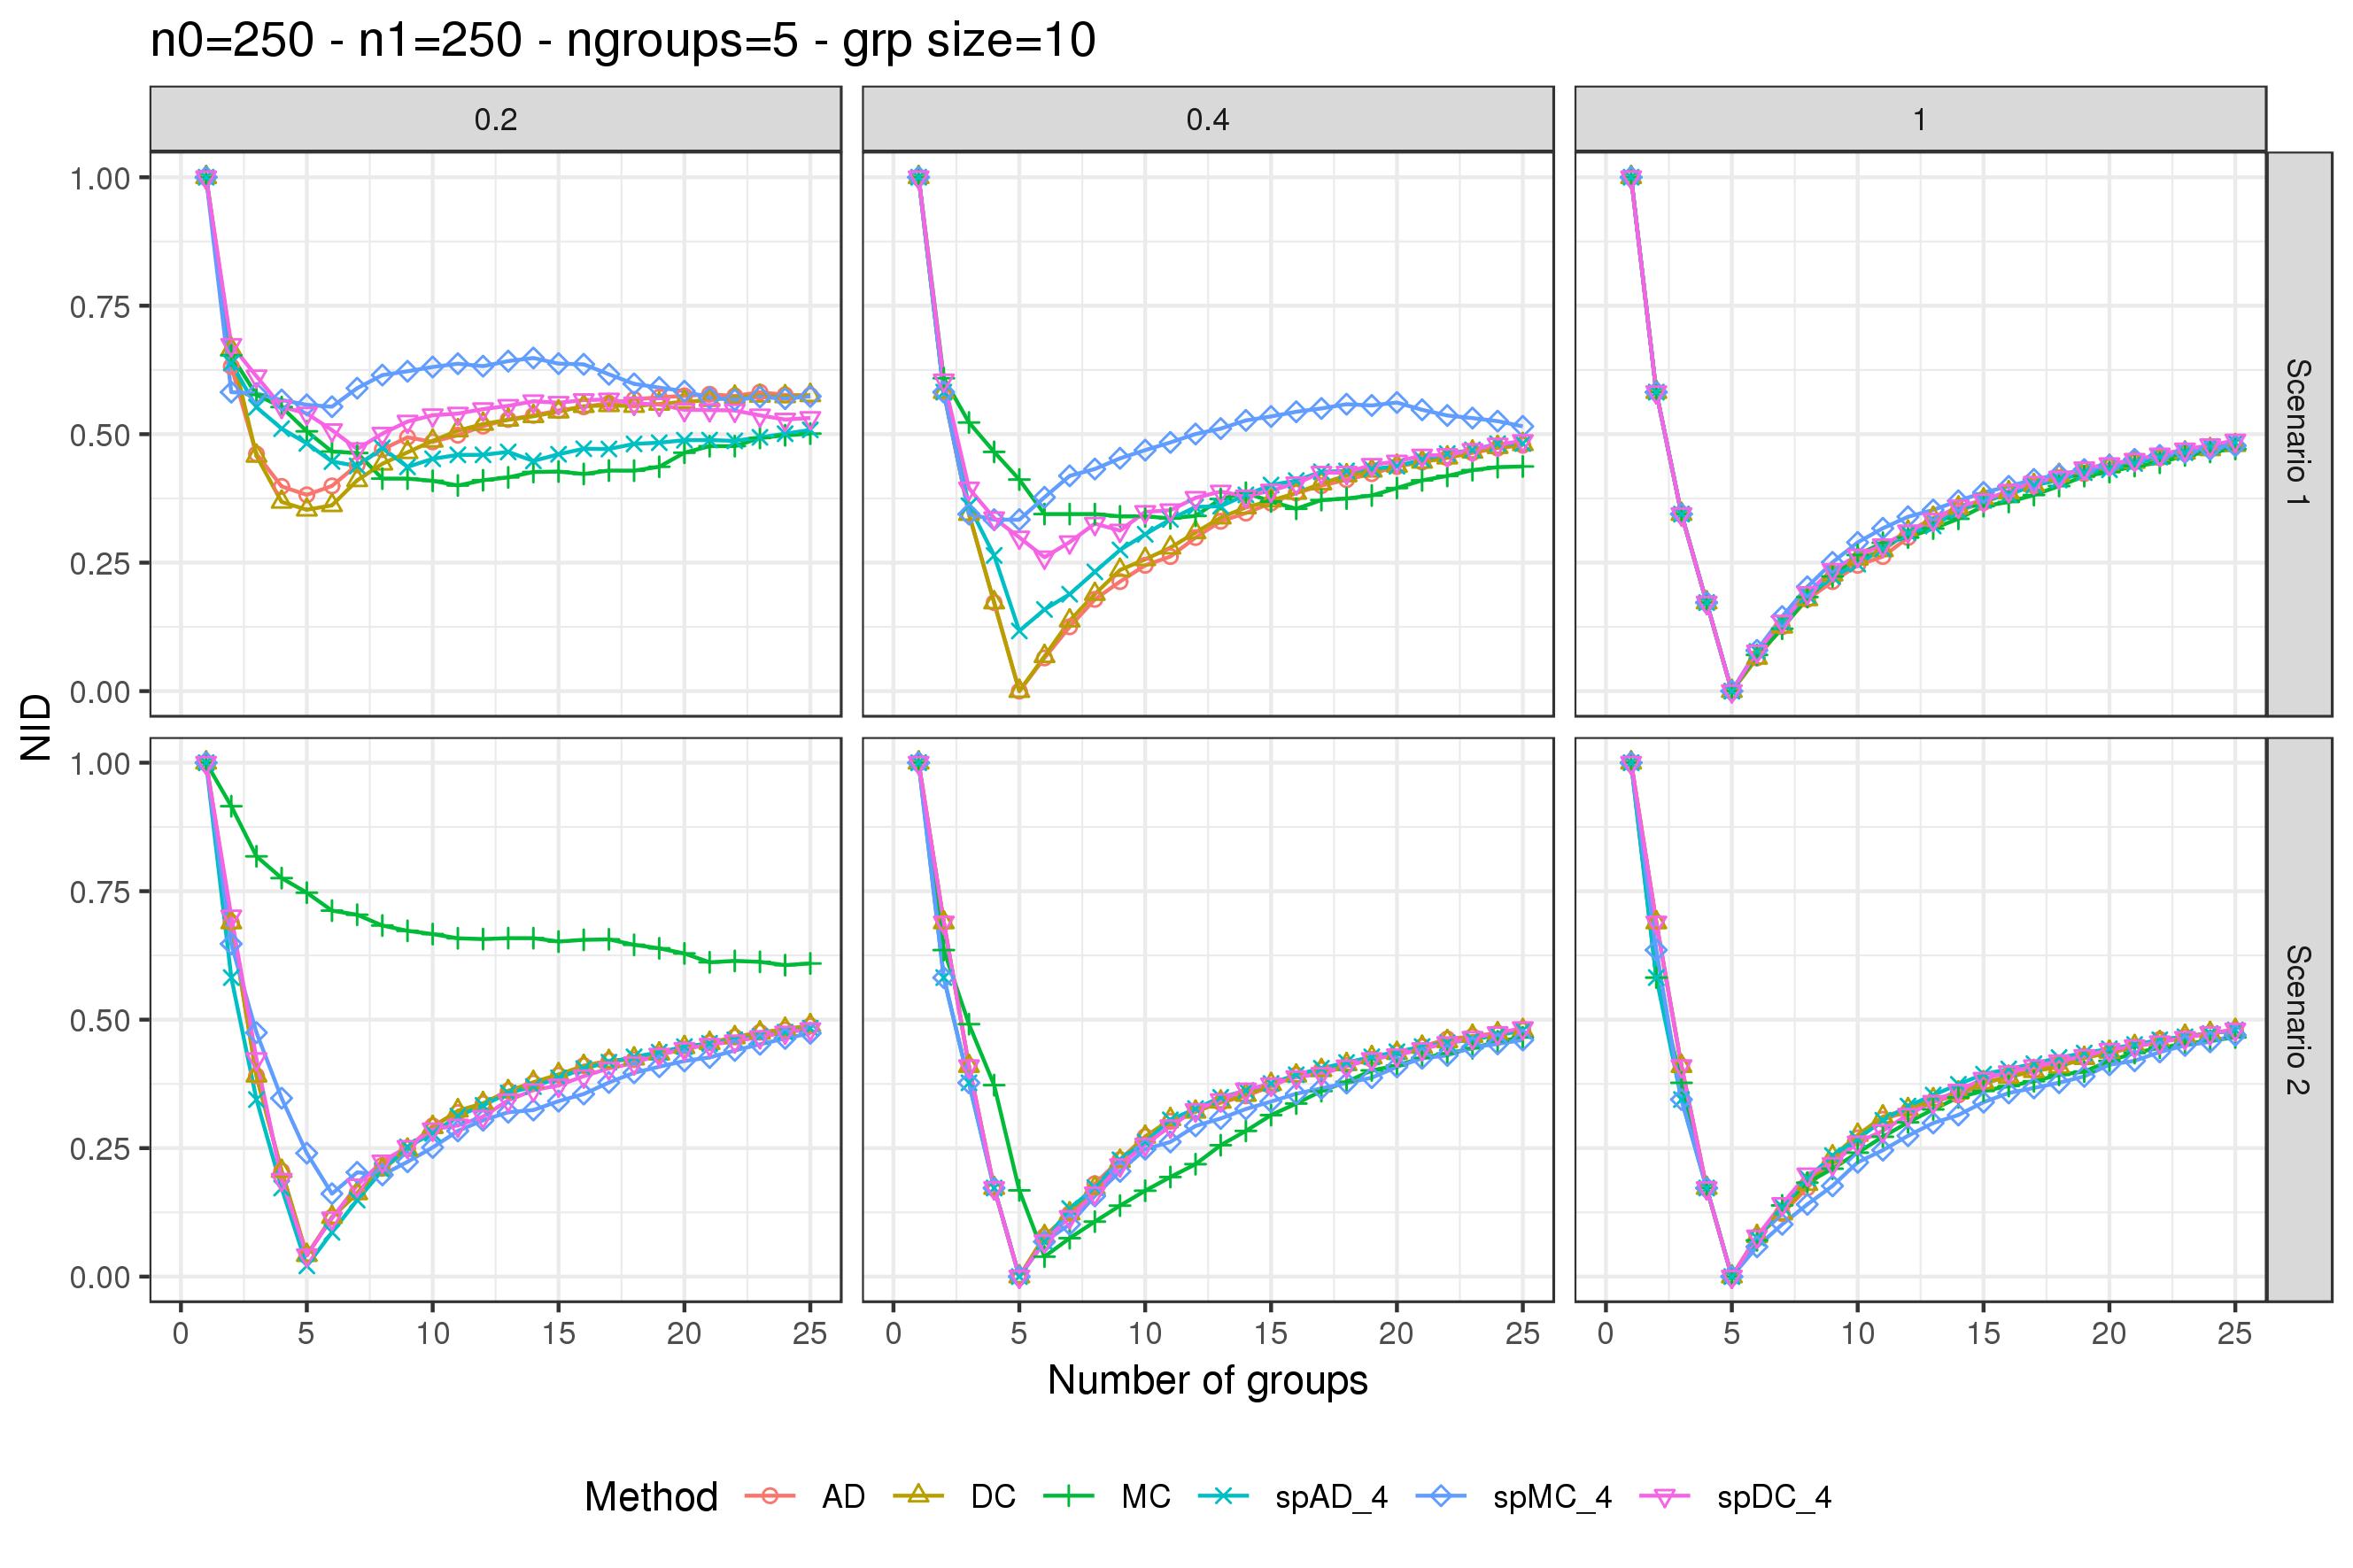 n0=250 - n1=250 - ngroups=5 - grp size=10
0.2 0.4 1
1.00
0.75
0.50
0.25
0.00
Scenario 1
NID
1.00
0.75
0.50
0.25
0.00
Scenario 2
0 5 10 15 20 25 0 5 10 15 20 25 0 5 10 15 20 25
Number of groups
Method AD DC MC spAD_4 spMC_4 spDC_4